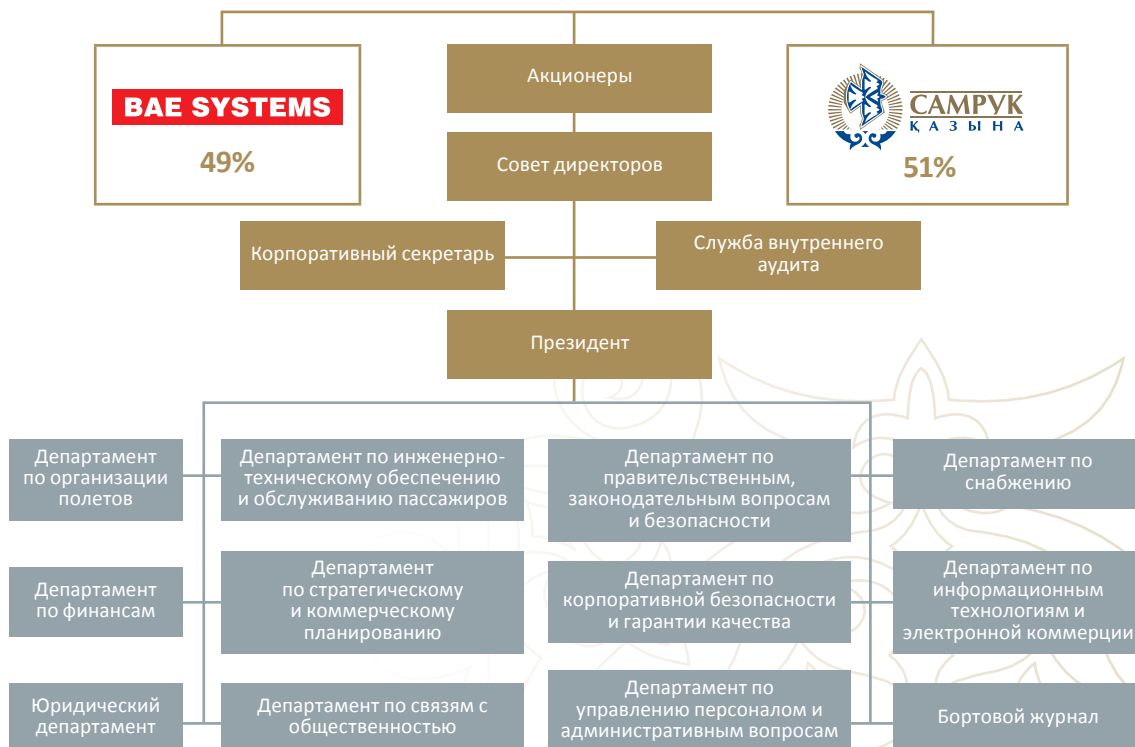 BAE SYSTEMS
49%
Акционеры
САМРУК
ҚАЗЫНА
51%
Совет директоров
Корпоративный секретарь
Служба внутреннего
аудита
Президент
Департамент
по организации
полетов
Департамент по инженерно-
техническому обеспечению
и обслуживанию пассажиров
Департамент по
правительственным,
законодательным вопросам
и безопасности
Департамент по
снабжению
Департамент
по финансам
Департамент
по стратегическому
и коммерческому
планированию
Департамент по
корпоративной безопасности
и гарантии качества
Департамент по
информационным
технологиям и
электронной коммерции
Юридический
департамент
Департамент по связям с
общественностью
Департамент по
управлению персоналом и
административным вопросам
Бортовой журнал